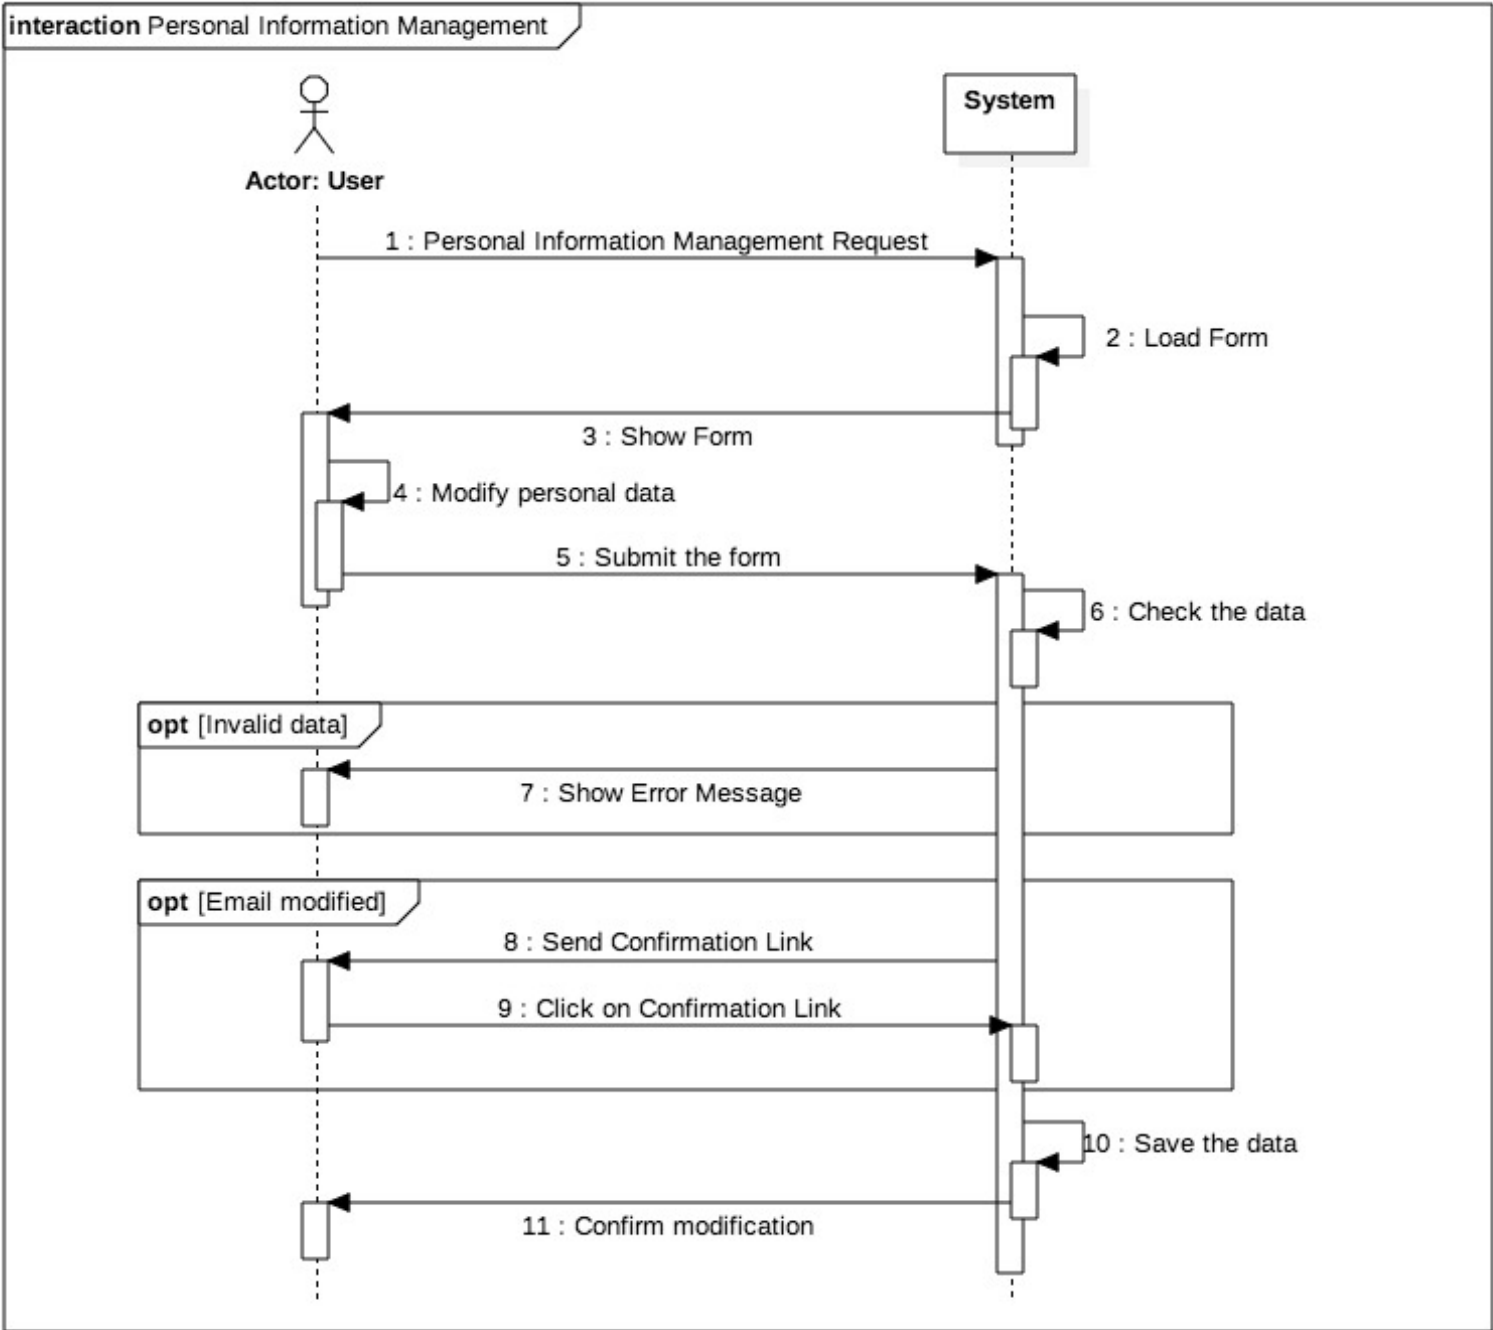 interaction Personal Information Management
System
Actor: User
1 : Personal Information Management Request
2 : Load Form
3 : Show Form
4 : Modify personal data
5 : Submit the form
6 : Check the data
opt [Invalid data]
7 : Show Error Message
opt [Email modified]
8 : Send Confirmation Link
9 : Click on Confirmation Link
10 : Save the data
11 : Confirm modification